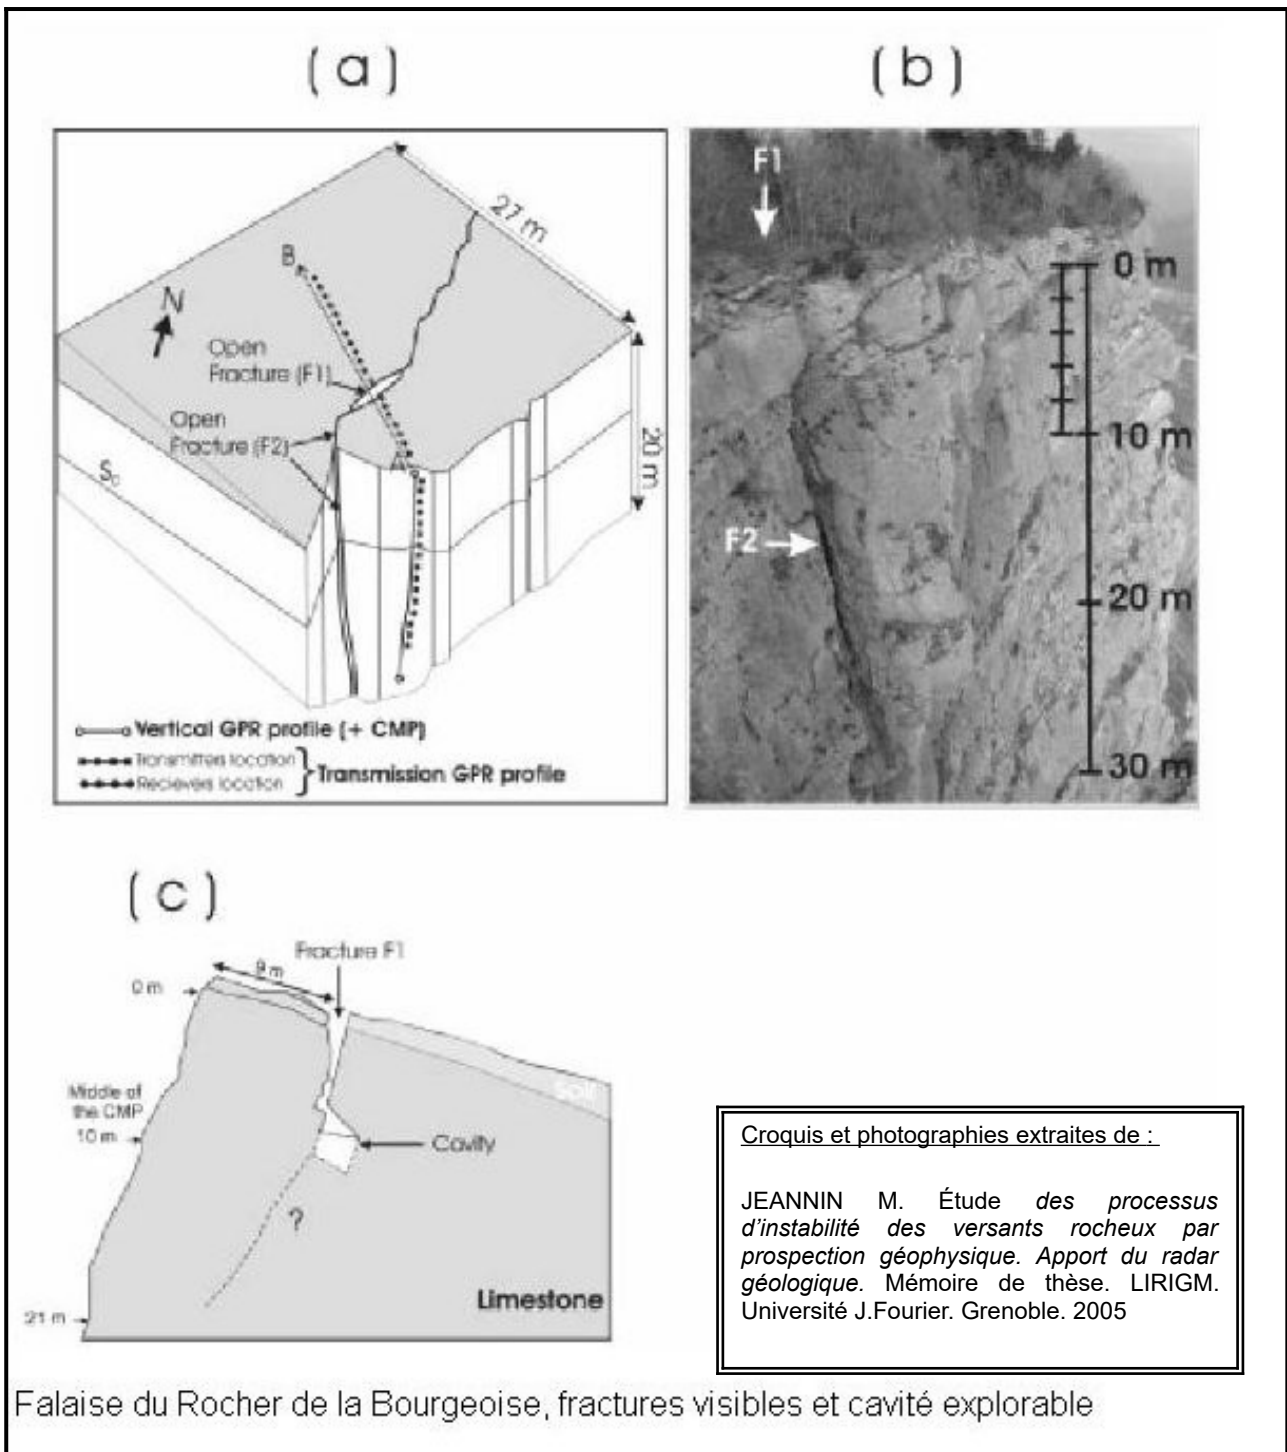 ( a )
( b )
27 m
B
N
Open
Fracture (F1)
Open
Fracture (F2)
A
20 m
Vertical GPR profile (+ CMP)
Transmitters location
Recievers location
Transmission GPR profile
F1
0 m
10 m
F2
20 m
30 m
( c )
Fracture F1
9 m
0 m
Soil
Middle of
the CMP
10 m
Cavity
?
Limestone
21 m
Croquis et photographies extraites de :
JEANNIN M. Étude des processus
d'instabilité des versants rocheux par
prospection géophysique. Apport du radar
géologique. Mémoire de thèse. LIRIGM.
Université J.Fourier. Grenoble. 2005
Falaise du Rocher de la Bourgeoise, fractures visibles et cavité explorable